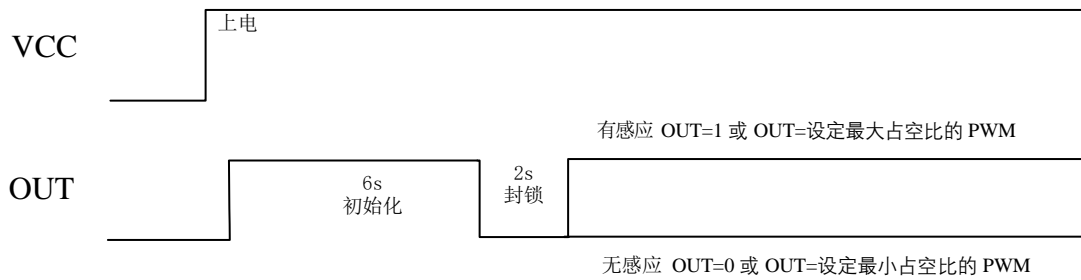 上电
VCC
有感应 OUT=1 或 OUT=设定最大占空比的 PWM
OUT
6s
初始化
2s
封锁
无感应 OUT=0 或 OUT=设定最小占空比的 PWM